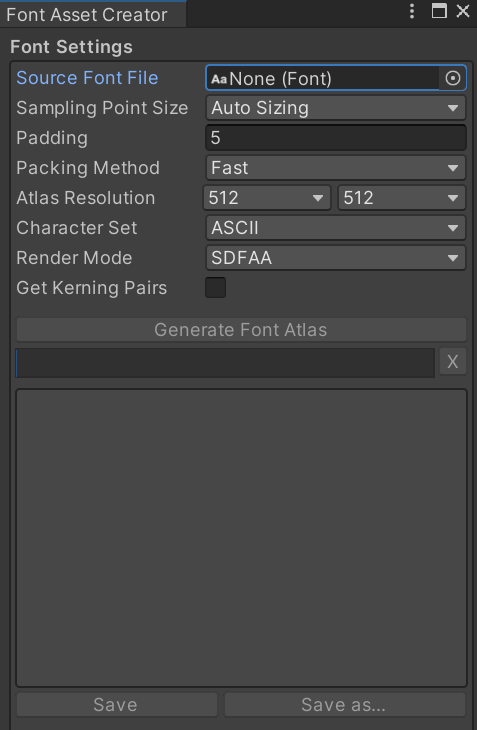 Font Asset Creator
Font Settings
Source Font File Aa None (Font)
Sampling Point Size Auto Sizing
Padding 5
Packing Method Fast
Atlas Resolution 512 512
Character Set ASCII
Render Mode SDFAA
Get Kerning Pairs
Generate Font Atlas
X
Save Save as...